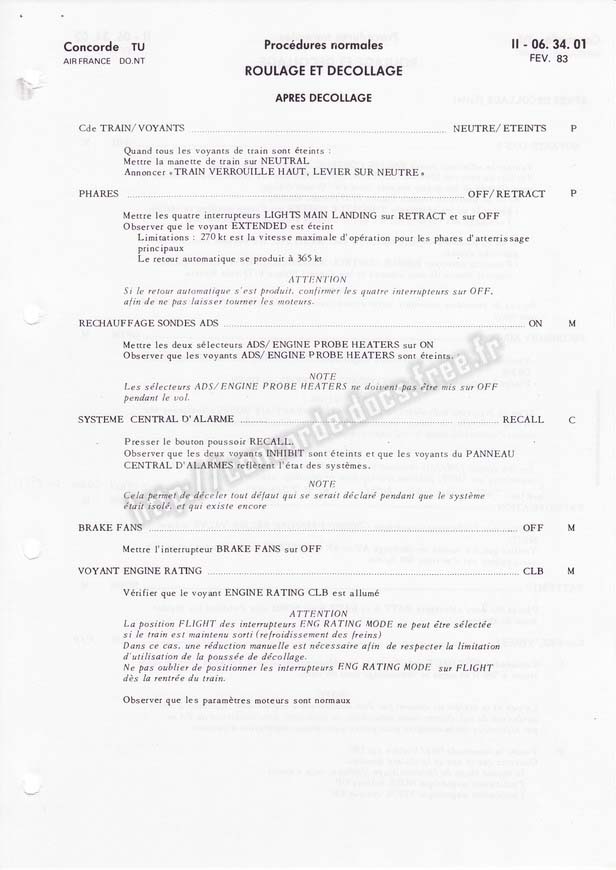 Concorde TU
AIR FRANCE DO.NT
Procédures normales
II - 06. 34. 01
FEV. 83
ROULAGE ET DECOLLAGE
APRES DECOLLAGE
Cde TRAIN/VOYANTS ........ NEUTRE/ETEINTS P
Quand tous les voyants de train sont éteints :
Mettre la manette de train sur NEUTRAL
Annoncer « TRAIN VERROUILLE HAUT, LEVIER SUR NEUTRE »
PHARES ........ OFF/RETRACT P
Mettre les quatre interrupteurs LIGHTS MAIN LANDING sur RETRACT et sur OFF
Observer que le voyant EXTENDED est éteint
Limitations : 270 kt est la vitesse maximale d'opération pour les phares d'atterrissage
principaux
Le retour automatique se produit à 365 kt
ATTENTION
Si le retour automatique s'est produit, confirmer les quatre interrupteurs sur OFF,
afin de ne pas laisser tourner les moteurs.
RECHAUFFAGE SONDES ADS ........ ON M
Mettre les deux sélecteurs ADS/ENGINE PROBE HEATERS sur ON
Observer que les voyants ADS/ENGINE PROBE HEATERS sont éteints.
NOTE
Les sélecteurs ADS/ENGINE PROBE HEATERS ne doivent pas être mis sur OFF
pendant le vol.
SYSTEME CENTRAL D'ALARME ........ RECALL C
Presser le bouton poussoir RECALL.
Observer que les deux voyants INHIBIT sont éteints et que les voyants du PANNEAU
CENTRAL D'ALARMES reflètent l'état des systèmes.
NOTE
Cela permet de déceler tout défaut qui se serait déclaré pendant que le système
était isolé, et qui existe encore
BRAKE FANS ........ OFF M
Mettre l'interrupteur BRAKE FANS sur OFF
VOYANT ENGINE RATING ........ CLB M
Vérifier que le voyant ENGINE RATING CLB est allumé
ATTENTION
La position FLIGHT des interrupteurs ENG RATING MODE ne peut être sélectée
si le train est maintenu sorti (refroidissement des freins)
Dans ce cas, une réduction manuelle est nécessaire afin de respecter la limitation
d'utilisation de la poussée de décollage.
Ne pas oublier de positionner les interrupteurs ENG RATING MODE sur FLIGHT
dès la rentrée du train.
Observer que les paramètres moteurs sont normaux
http://concorde.docs.free.fr